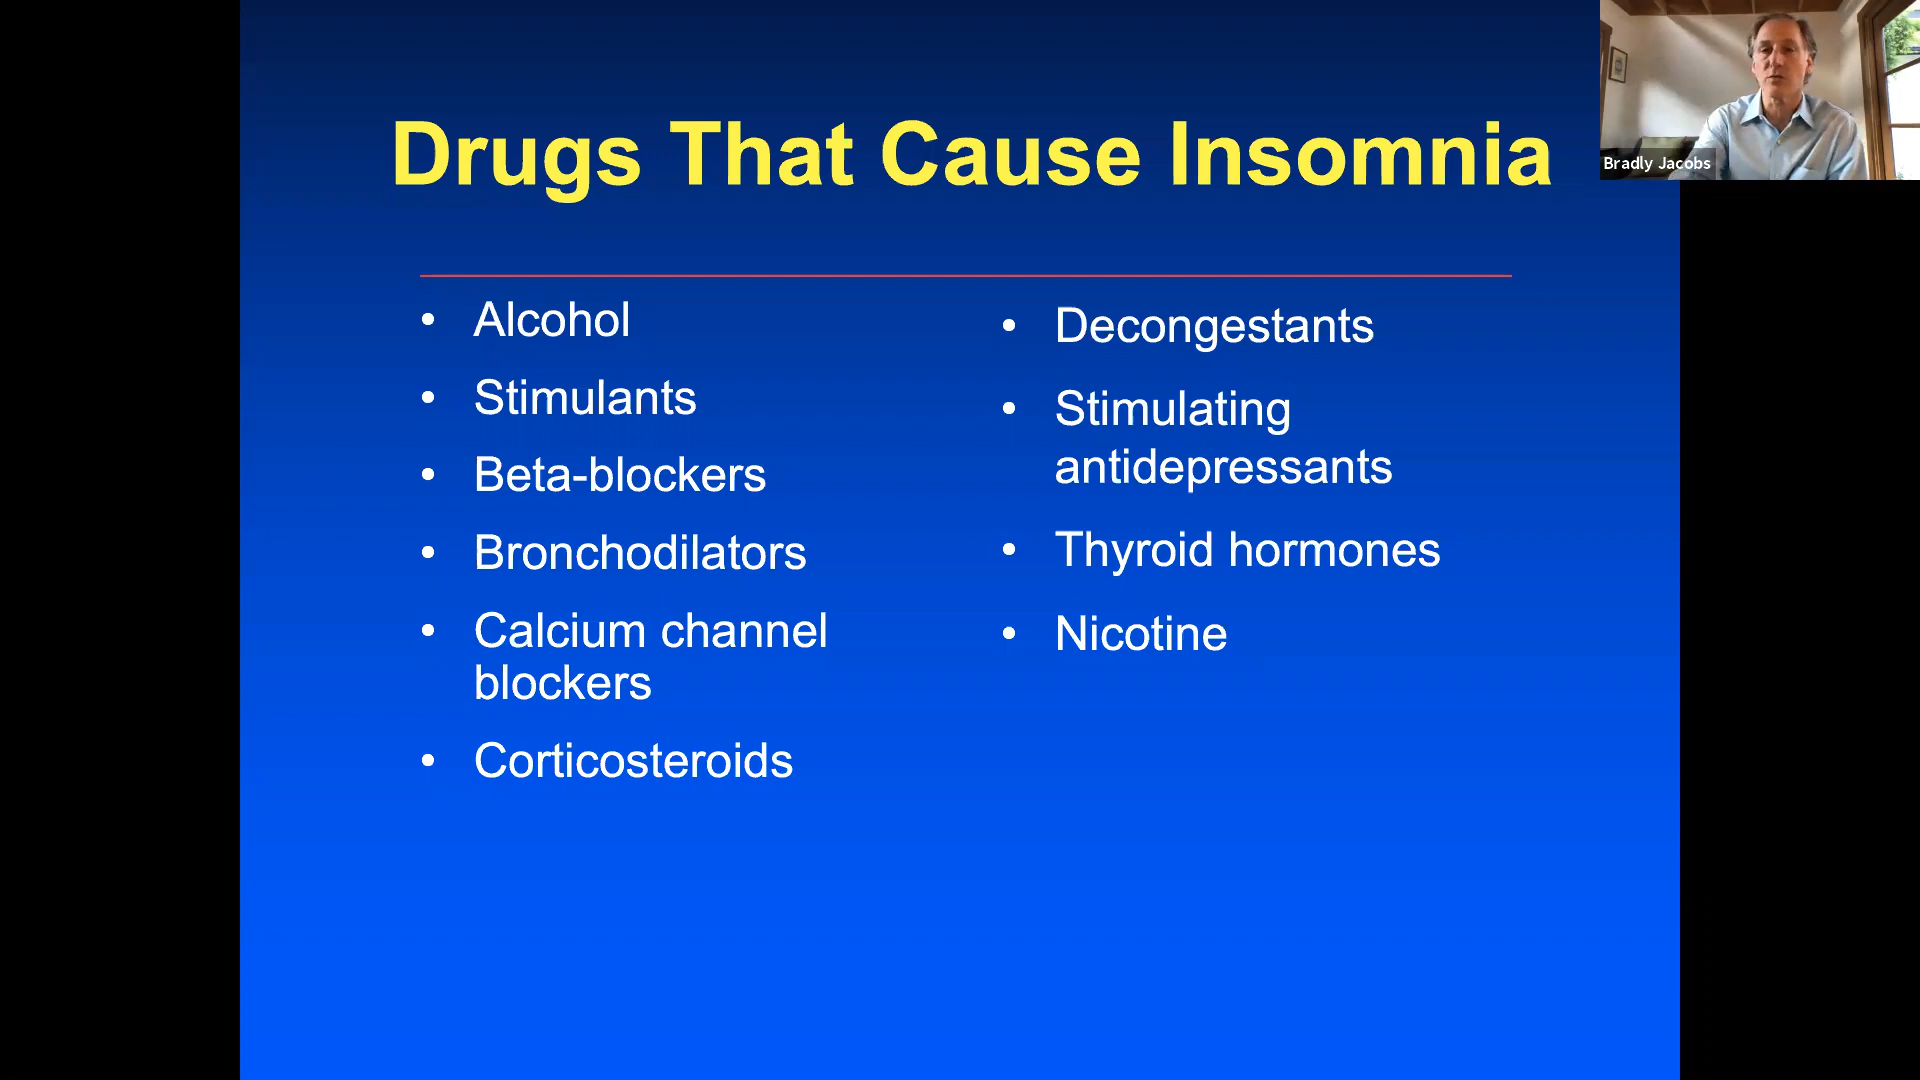 Drugs That Cause Insomnia
Bradly Jacobs
• Alcohol
• Stimulants
• Beta-blockers
• Bronchodilators
• Calcium channel
blockers
• Corticosteroids
• Decongestants
• Stimulating
antidepressants
• Thyroid hormones
• Nicotine